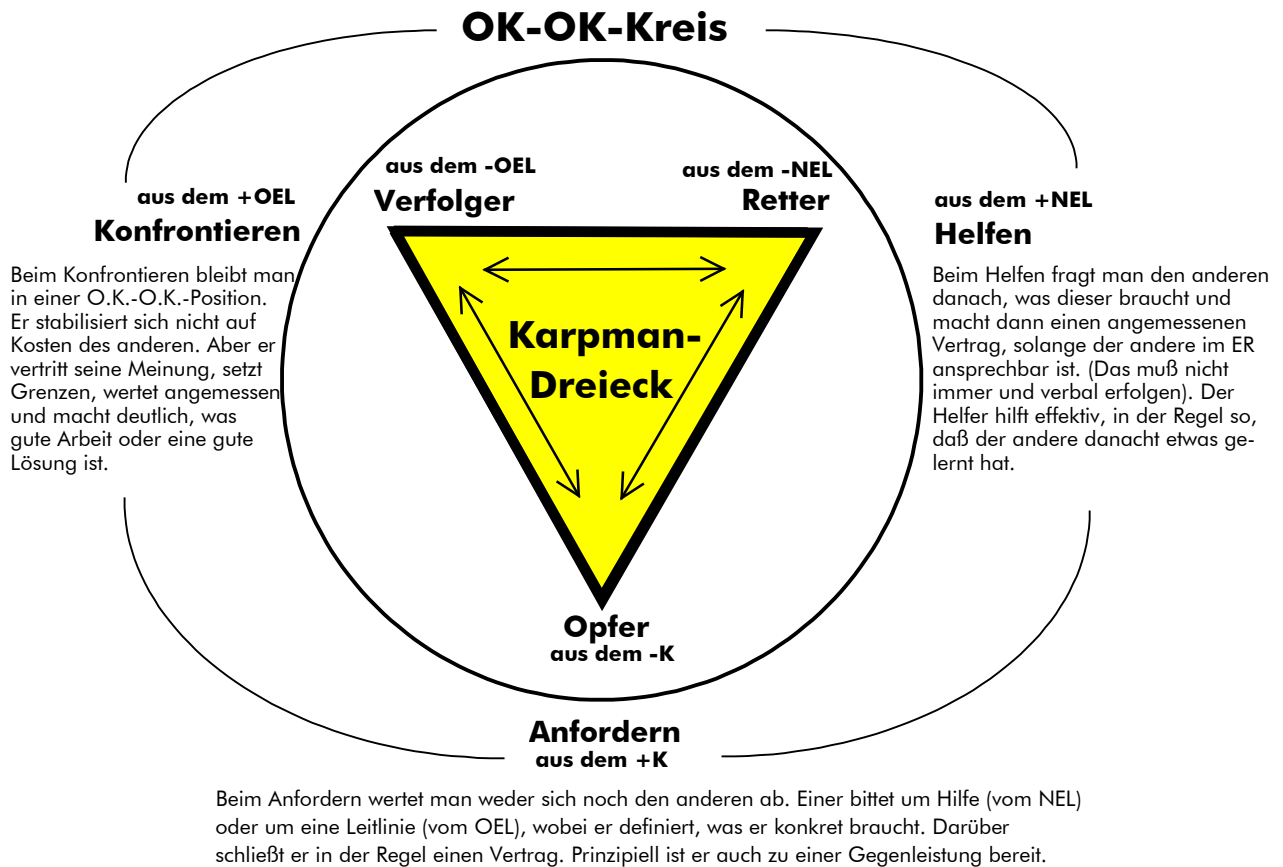 OK-OK-Kreis
aus dem -OEL
Verfolger
aus dem -NEL
Retter
aus dem +OEL
Konfrontieren
Beim Konfrontieren bleibt man
in einer O.K.-O.K.-Position.
Er stabilisiert sich nicht auf
Kosten des anderen. Aber er
vertritt seine Meinung, setzt
Grenzen, wertet angemessen
und macht deutlich, was
gute Arbeit oder eine gute
Lösung ist.
aus dem +NEL
Helfen
Beim Helfen fragt man den anderen
danach, was dieser braucht und
macht dann einen angemessenen
Vertrag, solange der andere im ER
ansprechbar ist. (Das muß nicht
immer und verbal erfolgen). Der
Helfer hilft effektiv, in der Regel so,
daß der andere danacht etwas ge-
lernt hat.
Karpman-
Dreieck
Opfer
aus dem -K
Anfordern
aus dem +K
Beim Anfordern wertet man weder sich noch den anderen ab. Einer bittet um Hilfe (vom NEL)
oder um eine Leitlinie (vom OEL), wobei er definiert, was er konkret braucht. Darüber
schließt er in der Regel einen Vertrag. Prinzipiell ist er auch zu einer Gegenleistung bereit.